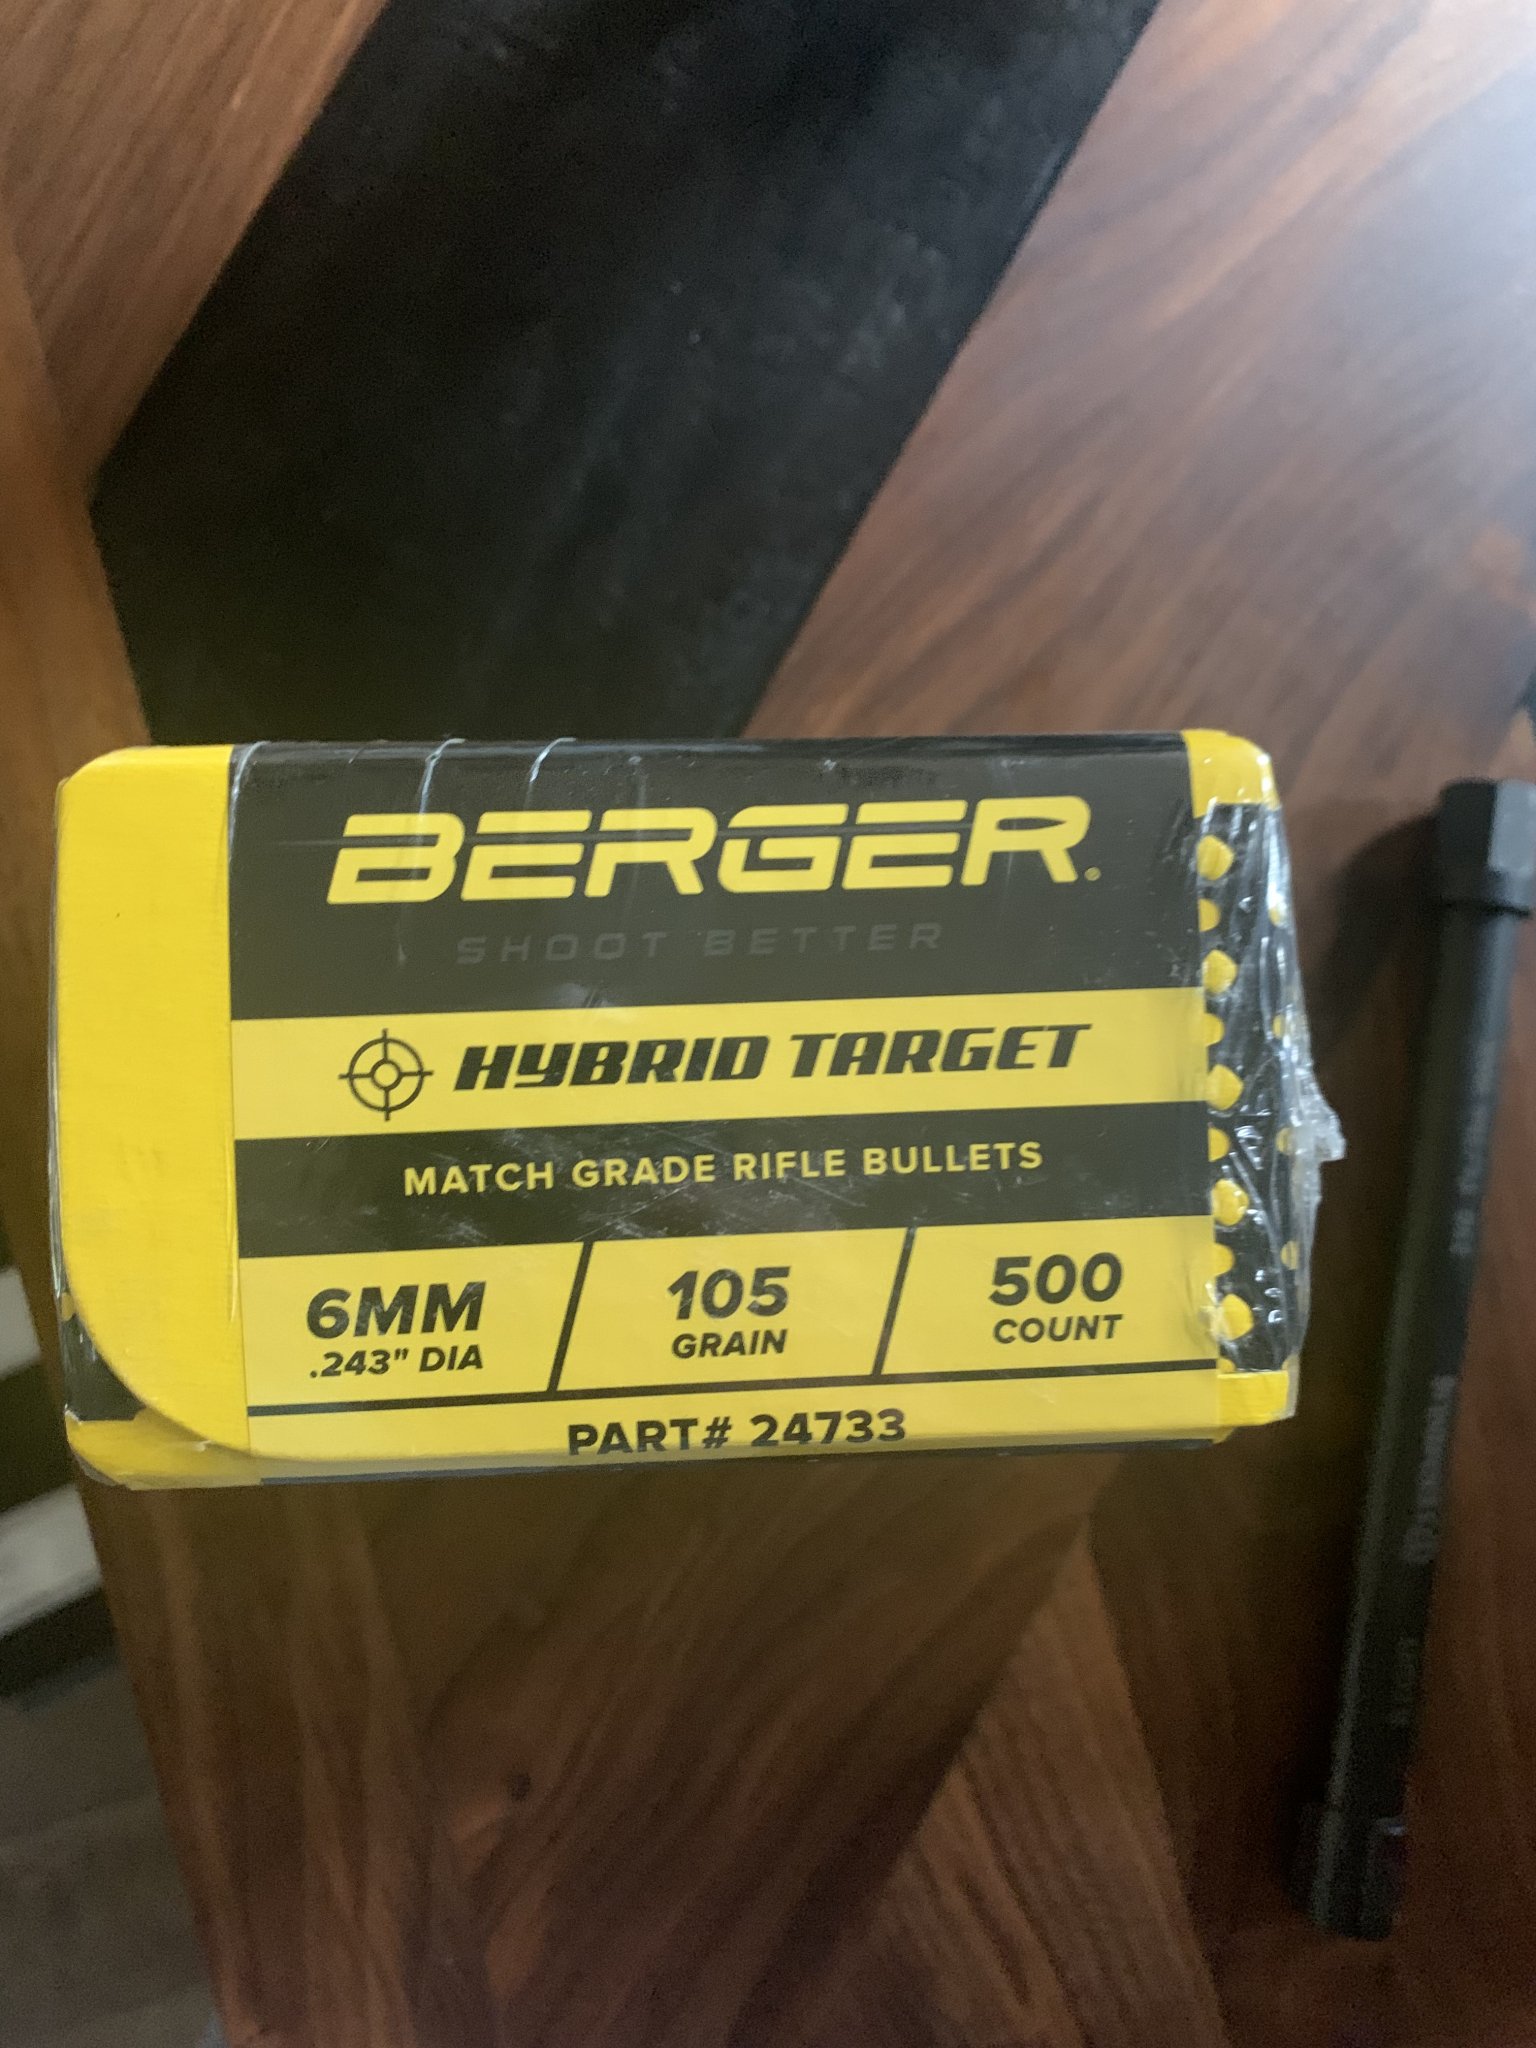 BERGER.
SHOOT BETTER
HYBRID TARGET
MATCH GRADE RIFLE BULLETS
6MM
.243" DIA
105
GRAIN
500
COUNT
PART# 24733